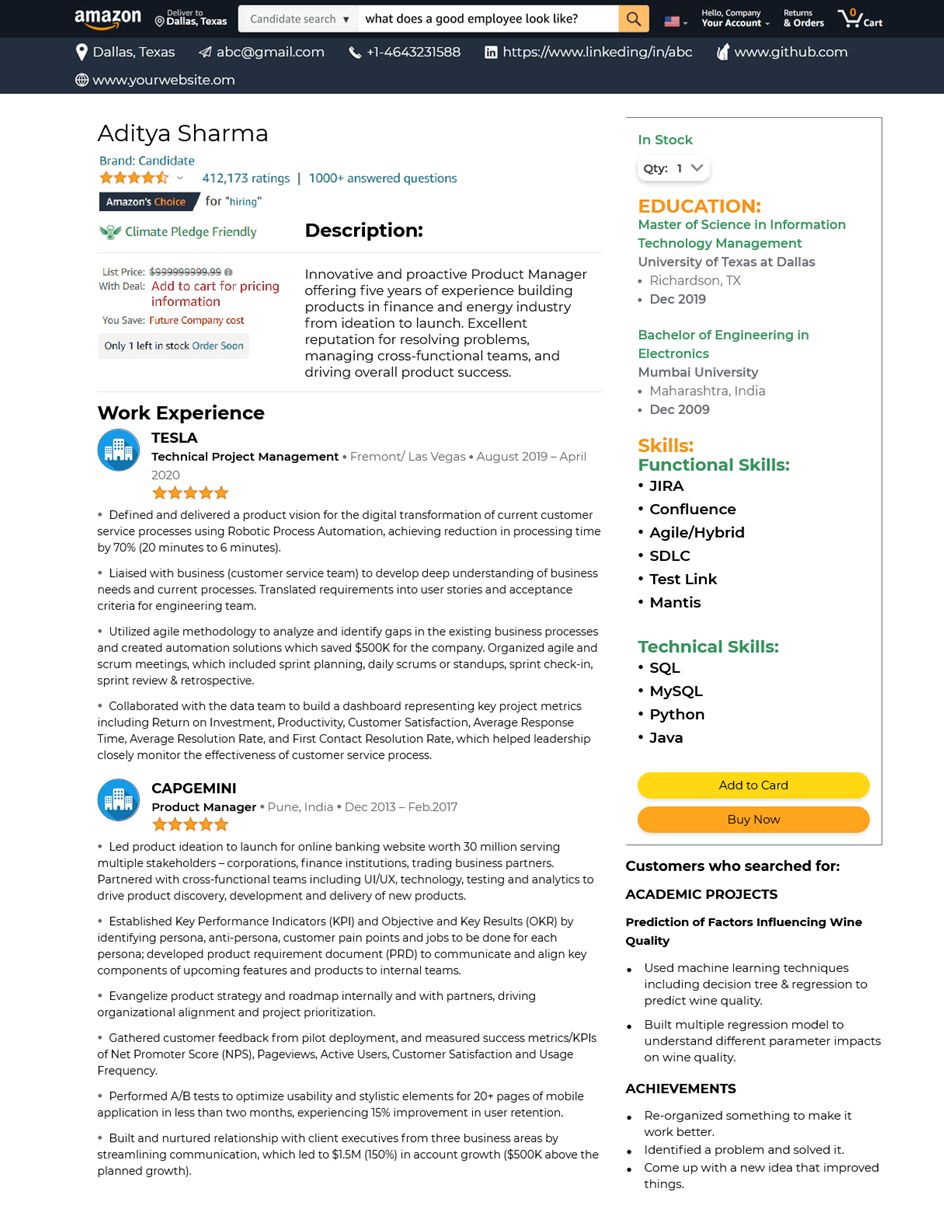 amazon
Deliver to
Dallas, Texas
Candidate search ▼
what does a good employee look like?
Hello, Company
Your Account
Returns
& Orders
0
Cart
Dallas, Texas
abc@gmail.com
+1-4643231588
https://www.linkeding/in/abc
www.github.com
www.yourwebsite.om
Aditya Sharma
Brand: Candidate
412,173 ratings | 1000+ answered questions
Amazon's Choice for "hiring"
Climate Pledge Friendly
List Price: $999999999.99
With Deal: Add to cart for pricing
information
You Save: Future Company cost
Only 1 left in stock Order Soon
Description:
Innovative and proactive Product Manager
offering five years of experience building
products in finance and energy industry
from ideation to launch. Excellent
reputation for resolving problems,
managing cross-functional teams, and
driving overall product success.
Work Experience
TESLA
Technical Project Management • Fremont/ Las Vegas • August 2019 – April
2020
• Defined and delivered a product vision for the digital transformation of current customer
service processes using Robotic Process Automation, achieving reduction in processing time
by 70% (20 minutes to 6 minutes).
• Liaised with business (customer service team) to develop deep understanding of business
needs and current processes. Translated requirements into user stories and acceptance
criteria for engineering team.
• Utilized agile methodology to analyze and identify gaps in the existing business processes
and created automation solutions which saved $500K for the company. Organized agile and
scrum meetings, which included sprint planning, daily scrums or standups, sprint check-in,
sprint review & retrospective.
• Collaborated with the data team to build a dashboard representing key project metrics
including Return on Investment, Productivity, Customer Satisfaction, Average Response
Time, Average Resolution Rate, and First Contact Resolution Rate, which helped leadership
closely monitor the effectiveness of customer service process.
CAPGEMINI
Product Manager • Pune, India • Dec 2013 – Feb.2017
• Led product ideation to launch for online banking website worth 30 million serving
multiple stakeholders – corporations, finance institutions, trading business partners.
Partnered with cross-functional teams including UI/UX, technology, testing and analytics to
drive product discovery, development and delivery of new products.
• Established Key Performance Indicators (KPI) and Objective and Key Results (OKR) by
identifying persona, anti-persona, customer pain points and jobs to be done for each
persona; developed product requirement document (PRD) to communicate and align key
components of upcoming features and products to internal teams.
• Evangelize product strategy and roadmap internally and with partners, driving
organizational alignment and project prioritization.
• Gathered customer feedback from pilot deployment, and measured success metrics/KPIs
of Net Promoter Score (NPS), Pageviews, Active Users, Customer Satisfaction and Usage
Frequency.
• Performed A/B tests to optimize usability and stylistic elements for 20+ pages of mobile
application in less than two months, experiencing 15% improvement in user retention.
• Built and nurtured relationship with client executives from three business areas by
streamlining communication, which led to $1.5M (150%) in account growth ($500K above the
planned growth).
In Stock
Qty: 1
EDUCATION:
Master of Science in Information
Technology Management
University of Texas at Dallas
• Richardson, TX
• Dec 2019
Bachelor of Engineering in
Electronics
Mumbai University
• Maharashtra, India
• Dec 2009
Skills:
Functional Skills:
• JIRA
• Confluence
• Agile/Hybrid
• SDLC
• Test Link
• Mantis
Technical Skills:
• SQL
• MySQL
• Python
• Java
Add to Card
Buy Now
Customers who searched for:
ACADEMIC PROJECTS
Prediction of Factors Influencing Wine
Quality
• Used machine learning techniques
including decision tree & regression to
predict wine quality.
• Built multiple regression model to
understand different parameter impacts
on wine quality.
ACHIEVEMENTS
• Re-organized something to make it
work better.
• Identified a problem and solved it.
• Come up with a new idea that improved
things.